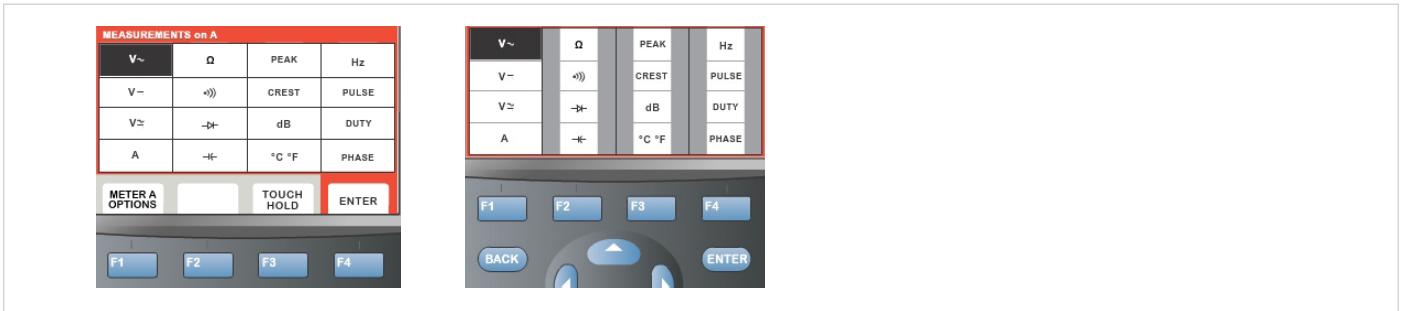 MEASUREMENTS on A
V~ Ω PEAK Hz
V⎓ •))) CREST PULSE
V≃ dB DUTY
A °C °F PHASE
METER A
OPTIONS
TOUCH
HOLD
ENTER
F1 F2 F3 F4
V~ Ω PEAK Hz
V⎓ •))) CREST PULSE
V≃ dB DUTY
A °C °F PHASE
F1 F2 F3 F4
BACK ENTER